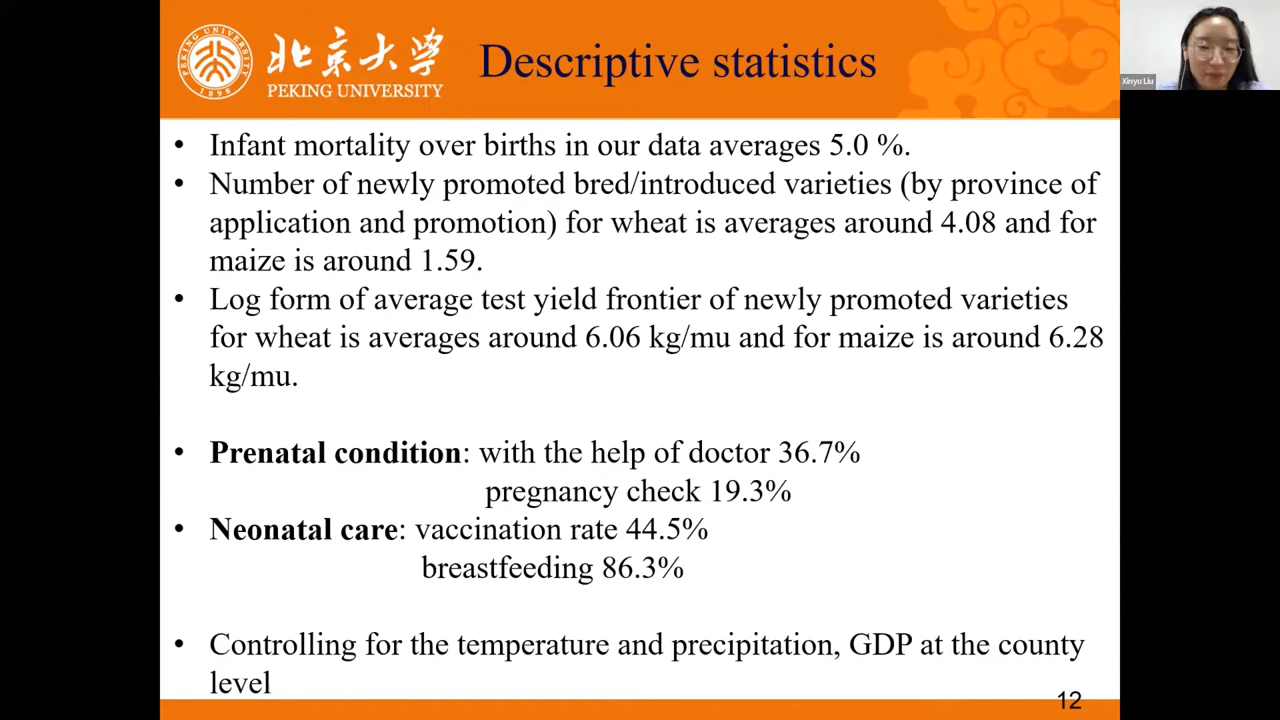 北京大学
PEKING UNIVERSITY
PEKING UNIVERSITY
1898
Descriptive statistics
Xinyu Liu
• Infant mortality over births in our data averages 5.0 %.
• Number of newly promoted bred/introduced varieties (by province of
application and promotion) for wheat is averages around 4.08 and for
maize is around 1.59.
• Log form of average test yield frontier of newly promoted varieties
for wheat is averages around 6.06 kg/mu and for maize is around 6.28
kg/mu.
• Prenatal condition: with the help of doctor 36.7%
pregnancy check 19.3%
• Neonatal care: vaccination rate 44.5%
breastfeeding 86.3%
• Controlling for the temperature and precipitation, GDP at the county
level
12